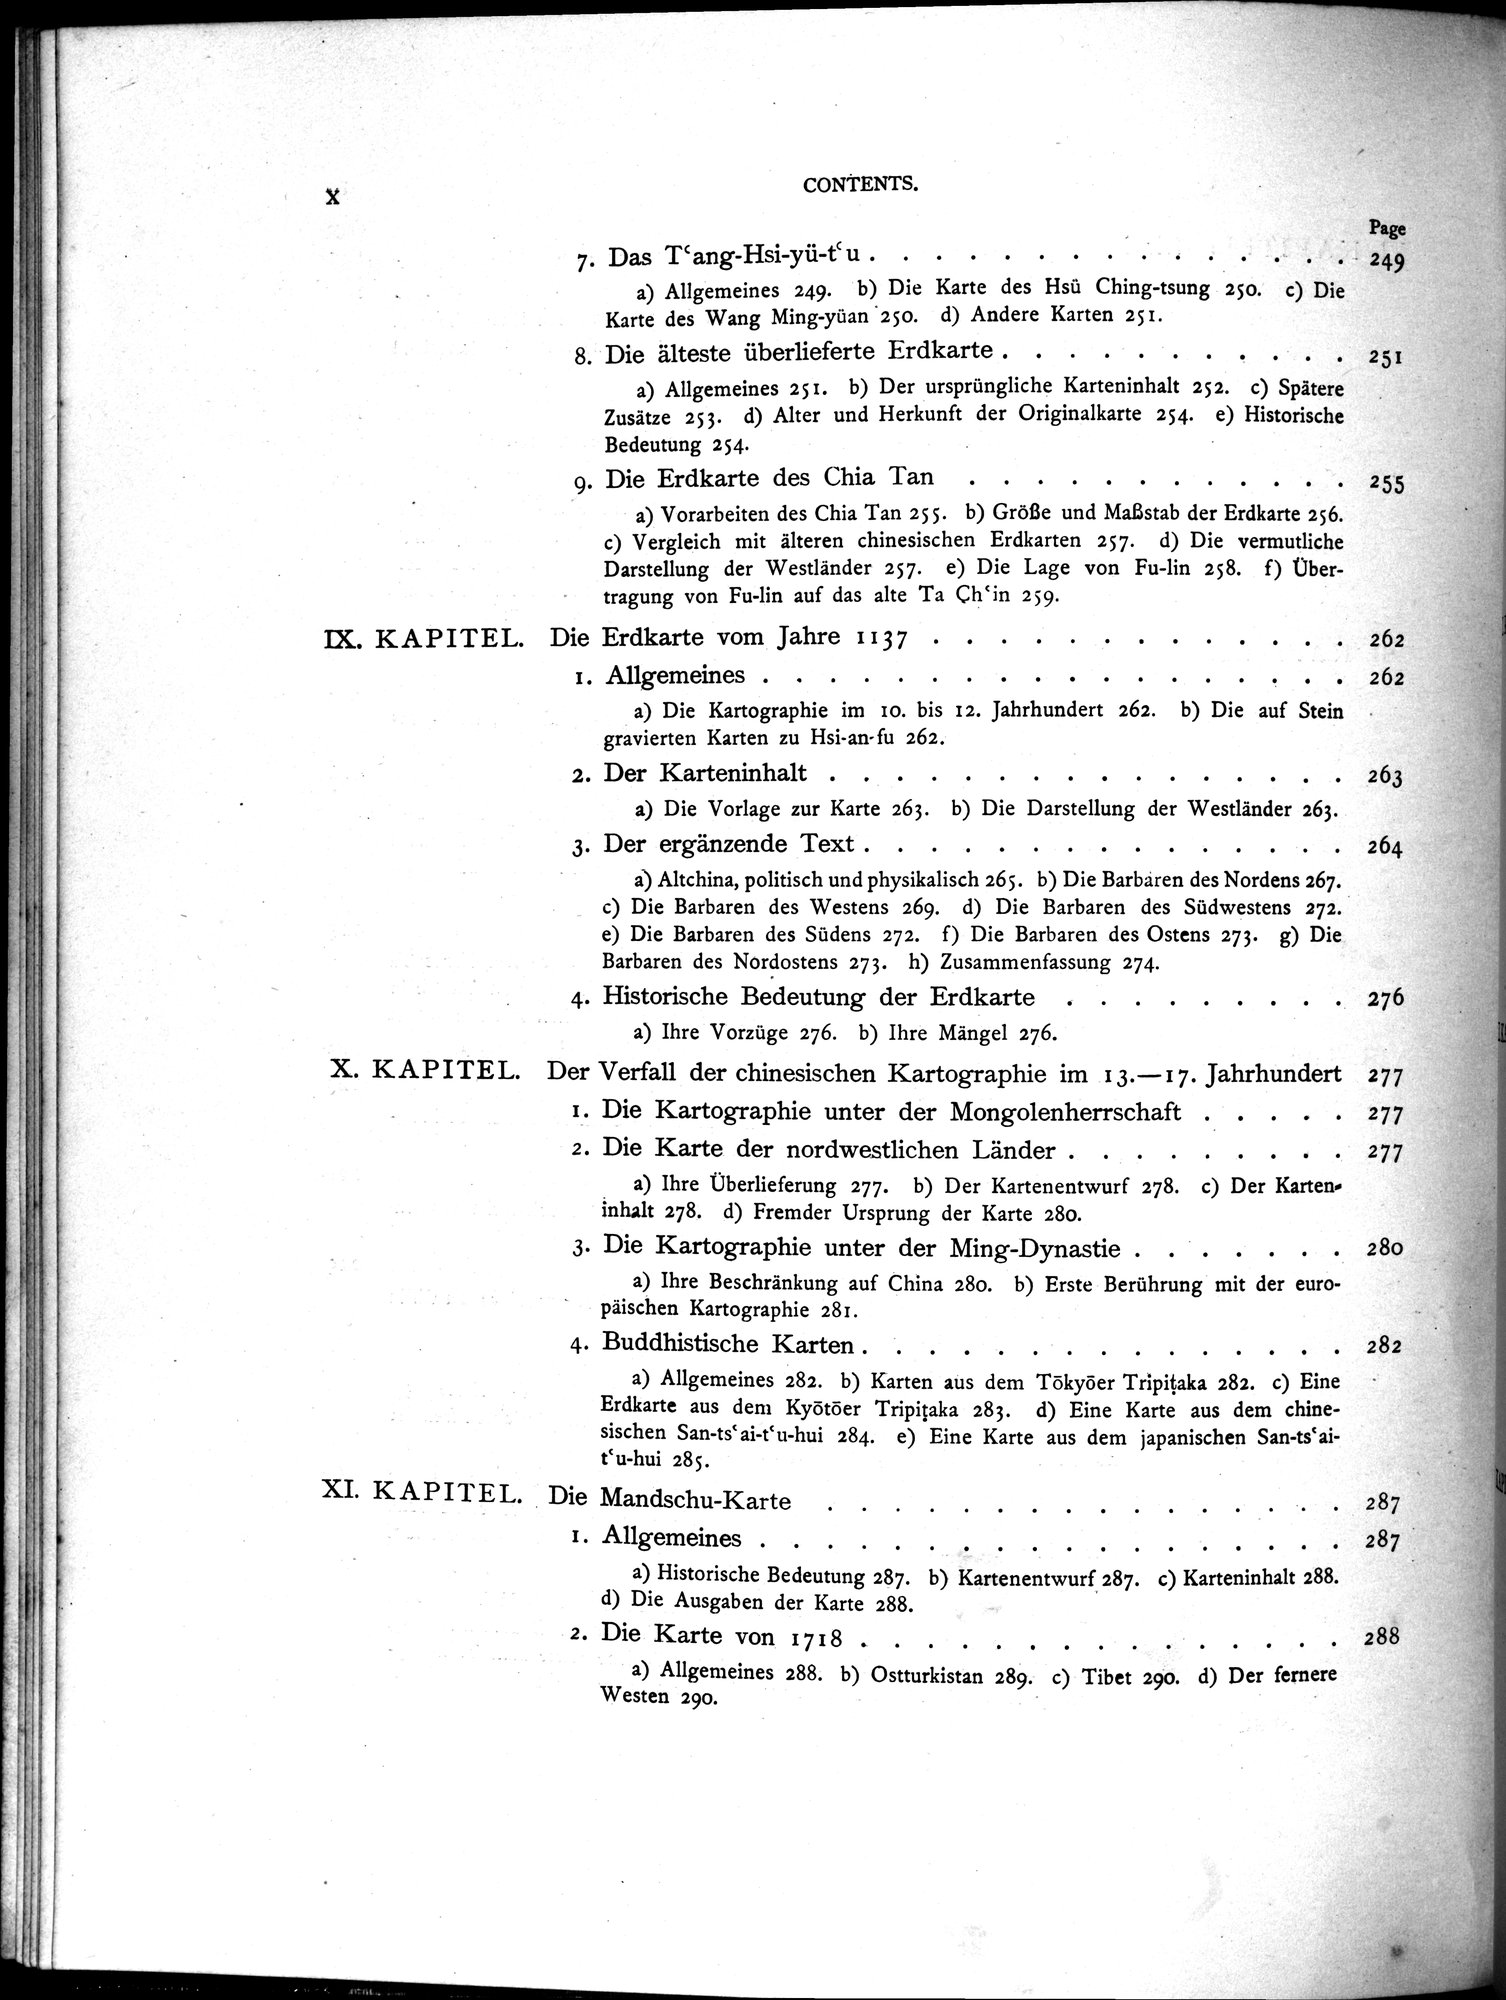 X
CONTENTS.
Page
7. Das Tʿang-Hsi-yü-tʿu . . . . . . . . . . . . . . . 249
a) Allgemeines 249. b) Die Karte des Hsü Ching-tsung 250. c) Die
Karte des Wang Ming-yüan 250. d) Andere Karten 251.
8. Die älteste überlieferte Erdkarte . . . . . . . . . . . 251
a) Allgemeines 251. b) Der ursprüngliche Karteninhalt 252. c) Spätere
Zusätze 253. d) Alter und Herkunft der Originalkarte 254. e) Historische
Bedeutung 254.
9. Die Erdkarte des Chia Tan . . . . . . . . . . . . 255
a) Vorarbeiten des Chia Tan 255. b) Größe und Maßstab der Erdkarte 256.
c) Vergleich mit älteren chinesischen Erdkarten 257. d) Die vermutliche
Darstellung der Westländer 257. e) Die Lage von Fu-lin 258. f) Über-
tragung von Fu-lin auf das alte Ta Chʿin 259.
IX. KAPITEL. Die Erdkarte vom Jahre 1137 . . . . . . . . . . . . . 262
1. Allgemeines . . . . . . . . . . . . . . . . . . 262
a) Die Kartographie im 10. bis 12. Jahrhundert 262. b) Die auf Stein
gravierten Karten zu Hsi-an-fu 262.
2. Der Karteninhalt . . . . . . . . . . . . . . . . 263
a) Die Vorlage zur Karte 263. b) Die Darstellung der Westländer 263.
3. Der ergänzende Text . . . . . . . . . . . . . . . 264
a) Altchina, politisch und physikalisch 265. b) Die Barbaren des Nordens 267.
c) Die Barbaren des Westens 269. d) Die Barbaren des Südwestens 272.
e) Die Barbaren des Südens 272. f) Die Barbaren des Ostens 273. g) Die
Barbaren des Nordostens 273. h) Zusammenfassung 274.
4. Historische Bedeutung der Erdkarte . . . . . . . . . 276
a) Ihre Vorzüge 276. b) Ihre Mängel 276.
X. KAPITEL. Der Verfall der chinesischen Kartographie im 13.—17. Jahrhundert 277
1. Die Kartographie unter der Mongolenherrschaft . . . . . 277
2. Die Karte der nordwestlichen Länder . . . . . . . . . 277
a) Ihre Überlieferung 277. b) Der Kartenentwurf 278. c) Der Karten-
inhalt 278. d) Fremder Ursprung der Karte 280.
3. Die Kartographie unter der Ming-Dynastie . . . . . . . 280
a) Ihre Beschränkung auf China 280. b) Erste Berührung mit der euro-
päischen Kartographie 281.
4. Buddhistische Karten . . . . . . . . . . . . . . . 282
a) Allgemeines 282. b) Karten aus dem Tōkyōer Tripiṭaka 282. c) Eine
Erdkarte aus dem Kyōtōer Tripiṭaka 283. d) Eine Karte aus dem chine-
sischen San-tsʿai-tʿu-hui 284. e) Eine Karte aus dem japanischen San-tsʿai-
tʿu-hui 285.
XI. KAPITEL. Die Mandschu-Karte . . . . . . . . . . . . . . . . 287
1. Allgemeines . . . . . . . . . . . . . . . . . . 287
a) Historische Bedeutung 287. b) Kartenentwurf 287. c) Karteninhalt 288.
d) Die Ausgaben der Karte 288.
2. Die Karte von 1718 . . . . . . . . . . . . . . . 288
a) Allgemeines 288. b) Ostturkistan 289. c) Tibet 290. d) Der fernere
Westen 290.